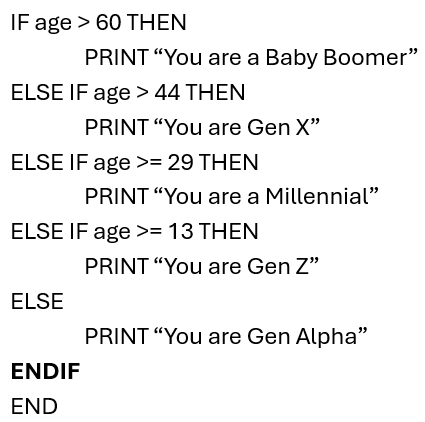 IF age > 60 THEN
PRINT “You are a Baby Boomer”
ELSE IF age > 44 THEN
PRINT “You are Gen X”
ELSE IF age >= 29 THEN
PRINT “You are a Millennial”
ELSE IF age >= 13 THEN
PRINT “You are Gen Z”
ELSE
PRINT “You are Gen Alpha”
ENDIF
END